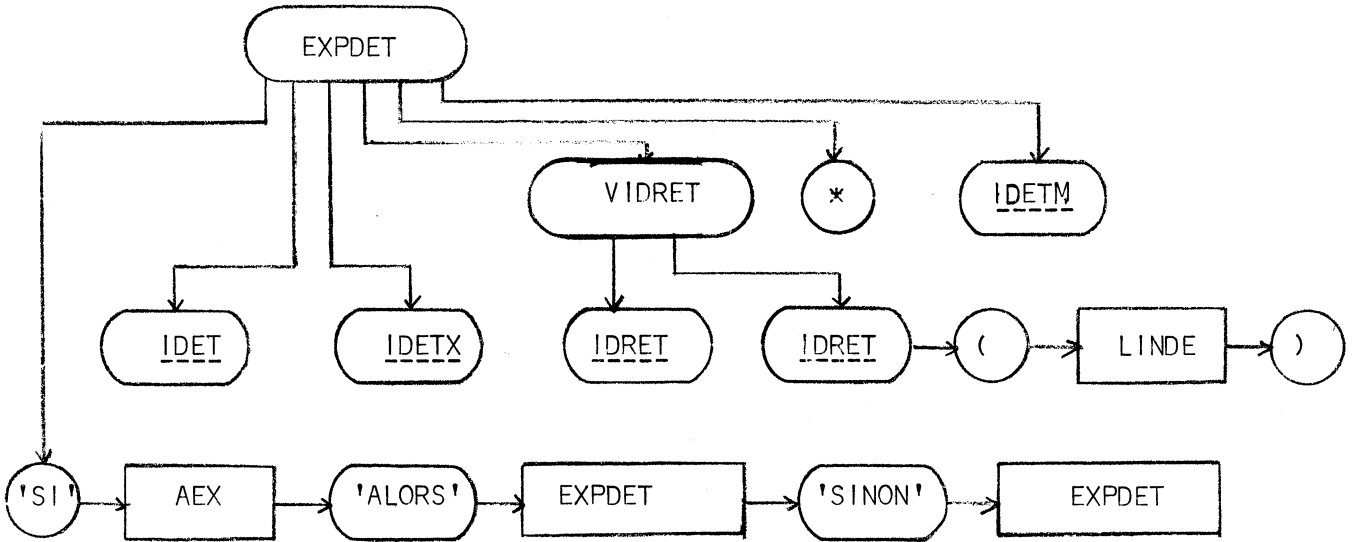 EXPDET
VIDRET
*
IDETM
IDET
IDETX
IDRET
IDRET
(
LINDE
)
'SI'
AEX
'ALORS'
EXPDET
'SINON'
EXPDET